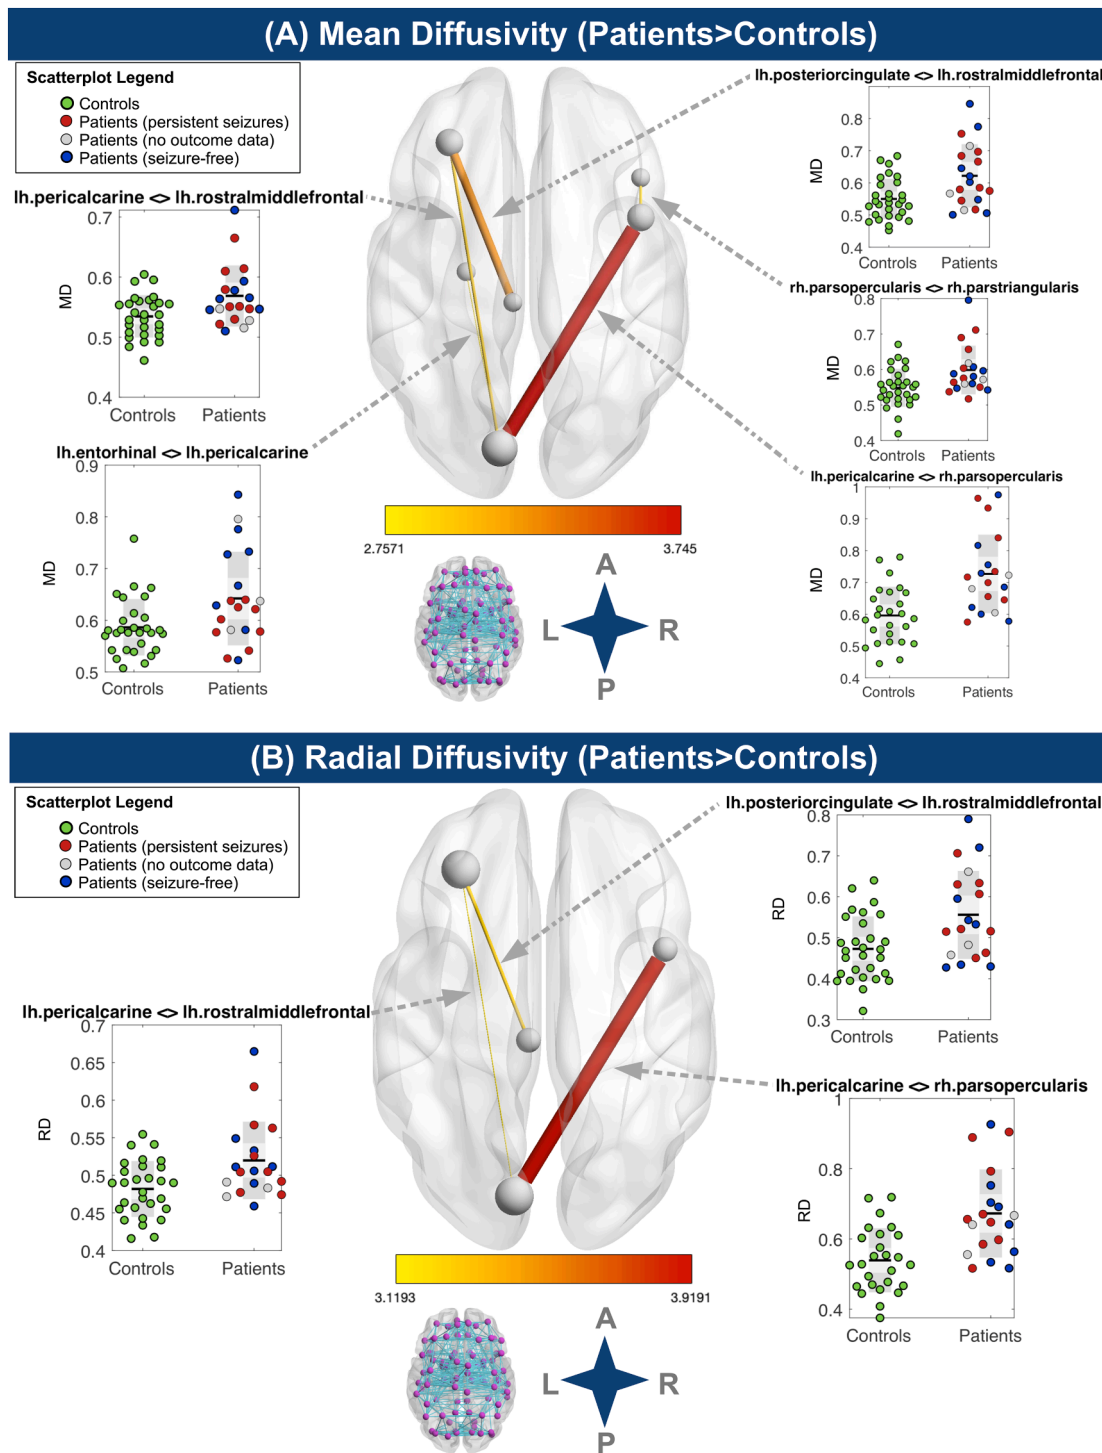 (A) Mean Diffusivity (Patients>Controls)
Scatterplot Legend
Controls
Patients (persistent seizures)
Patients (no outcome data)
Patients (seizure-free)
lh.posteriorcingulate <> lh.rostralmiddlefrontal
0.8
0.7
0.6
0.5
0.4
MD
Controls
Patients
lh.pericalcarine <> lh.rostralmiddlefrontal
0.7
0.6
0.5
0.4
MD
Controls
Patients
rh.parsopercularis <> rh.parstriangularis
0.8
0.7
0.6
0.5
0.4
MD
Controls
Patients
lh.entorhinal <> lh.pericalcarine
0.9
0.8
0.7
0.6
0.5
MD
Controls
Patients
lh.pericalcarine <> rh.parsopercularis
1
0.9
0.8
0.7
0.6
0.5
0.4
MD
Controls
Patients
2.7571
3.745
A
L
R
P
(B) Radial Diffusivity (Patients>Controls)
Scatterplot Legend
Controls
Patients (persistent seizures)
Patients (no outcome data)
Patients (seizure-free)
lh.posteriorcingulate <> lh.rostralmiddlefrontal
0.8
0.7
0.6
0.5
0.4
0.3
RD
Controls
Patients
lh.pericalcarine <> lh.rostralmiddlefrontal
0.7
0.65
0.6
0.55
0.5
0.45
0.4
RD
Controls
Patients
lh.pericalcarine <> rh.parsopercularis
1
0.8
0.6
0.4
RD
Controls
Patients
3.1193
3.9191
A
L
R
P